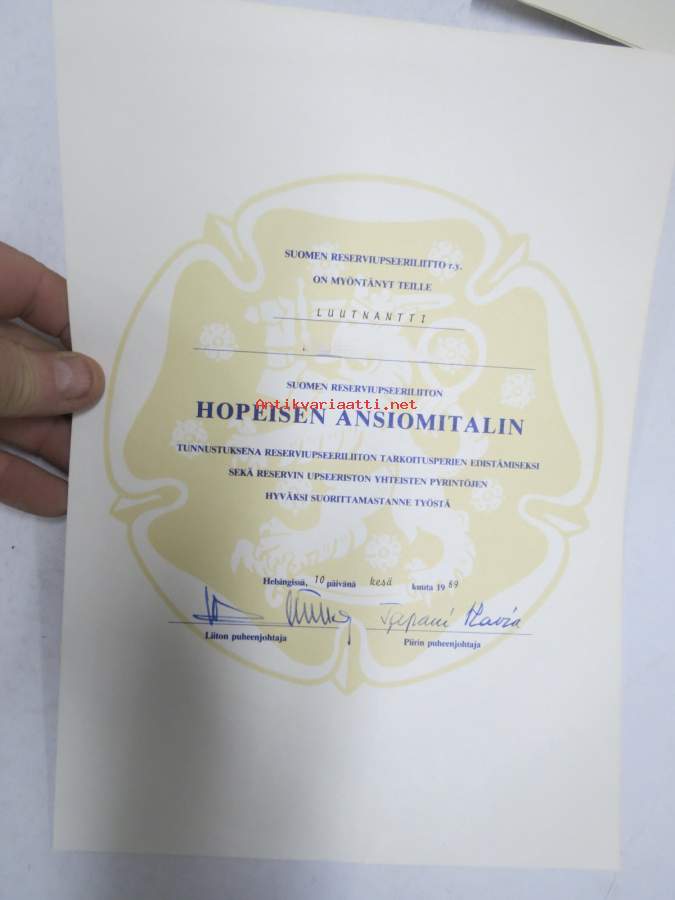 SUOMEN RESERVIUPSEERILIITTO r.y.
ON MYÖNTÄNYT TEILLE
LUUTNANTTI
SUOMEN RESERVIUPSEERILIITON
Antikvariaatti.net
HOPEISEN ANSIOMITALIN
TUNNUSTUKSENA RESERVIUPSEERILIITON TARKOITUSPERIEN EDISTÄMISEKSI
SEKÄ RESERVIN UPSEERISTON YHTEISTEN PYRINTÖJEN
HYVÄKSI SUORITTAMASTANNE TYÖSTÄ
Helsingissä, 10 päivänä kesä kuuta 19 89
Tapani
Liiton puheenjohtaja Piirin puheenjohtaja